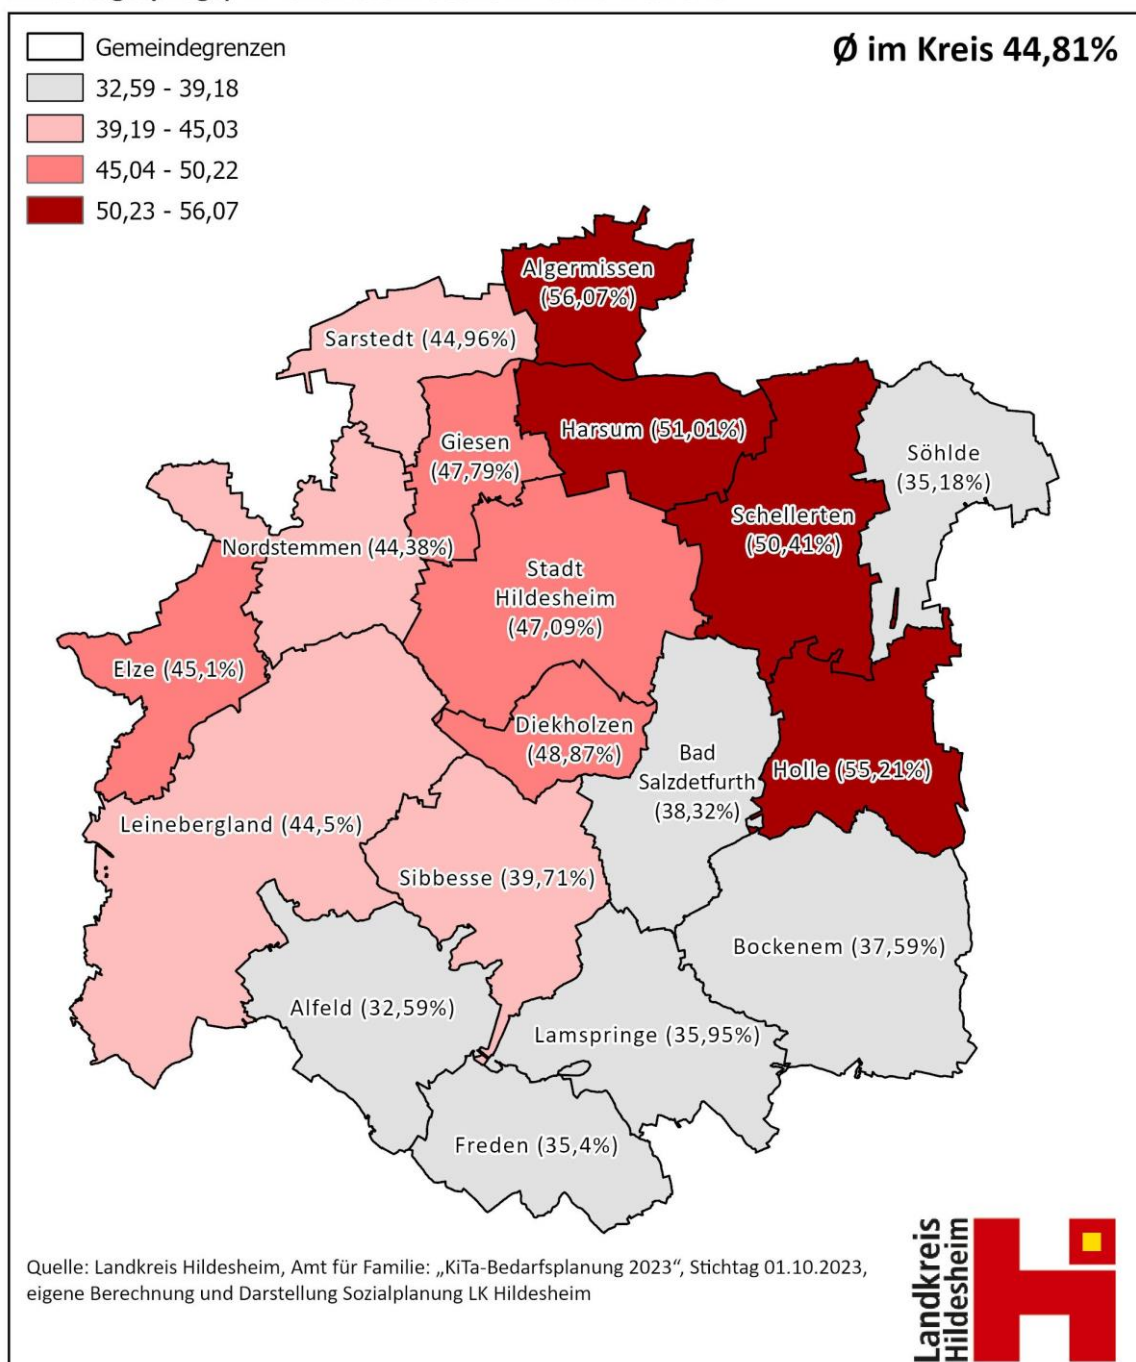 Gemeindegrenzen
Ø im Kreis 44,81%
32,59 - 39,18
39,19 - 45,03
45,04 - 50,22
50,23 - 56,07
Algermissen
(56,07%)
Sarstedt (44,96%)
Harsum (51,01%)
Giesen
(47,79%)
Söhlde
(35,18%)
Schellerten
(50,41%)
Nordstemmen (44,38%)
Stadt
Hildesheim
(47,09%)
Elze (45,1%)
Diekholzen
(48,87%)
Bad
Salzdetfurth
(38,32%)
Holle (55,21%)
Leinebergland (44,5%)
Sibbesse (39,71%)
Bockenem (37,59%)
Alfeld (32,59%)
Lamspringe (35,95%)
Freden (35,4%)
Quelle: Landkreis Hildesheim, Amt für Familie: „KiTa-Bedarfsplanung 2023“, Stichtag 01.10.2023,
eigene Berechnung und Darstellung Sozialplanung LK Hildesheim
Landkreis
Hildesheim